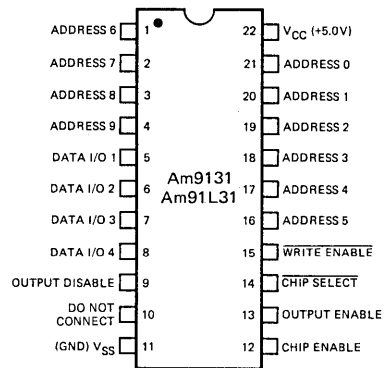 ADDRESS 6 1 22 VCC (+5.0V)
ADDRESS 7 2 21 ADDRESS 0
ADDRESS 8 3 20 ADDRESS 1
ADDRESS 9 4 19 ADDRESS 2
DATA I/O 1 5 18 ADDRESS 3
Am9131
DATA I/O 2 6 17 ADDRESS 4
Am91L31
DATA I/O 3 7 16 ADDRESS 5
DATA I/O 4 8 15 WRITE ENABLE
OUTPUT DISABLE 9 14 CHIP SELECT
DO NOT
CONNECT 10 13 OUTPUT ENABLE
(GND) VSS 11 12 CHIP ENABLE